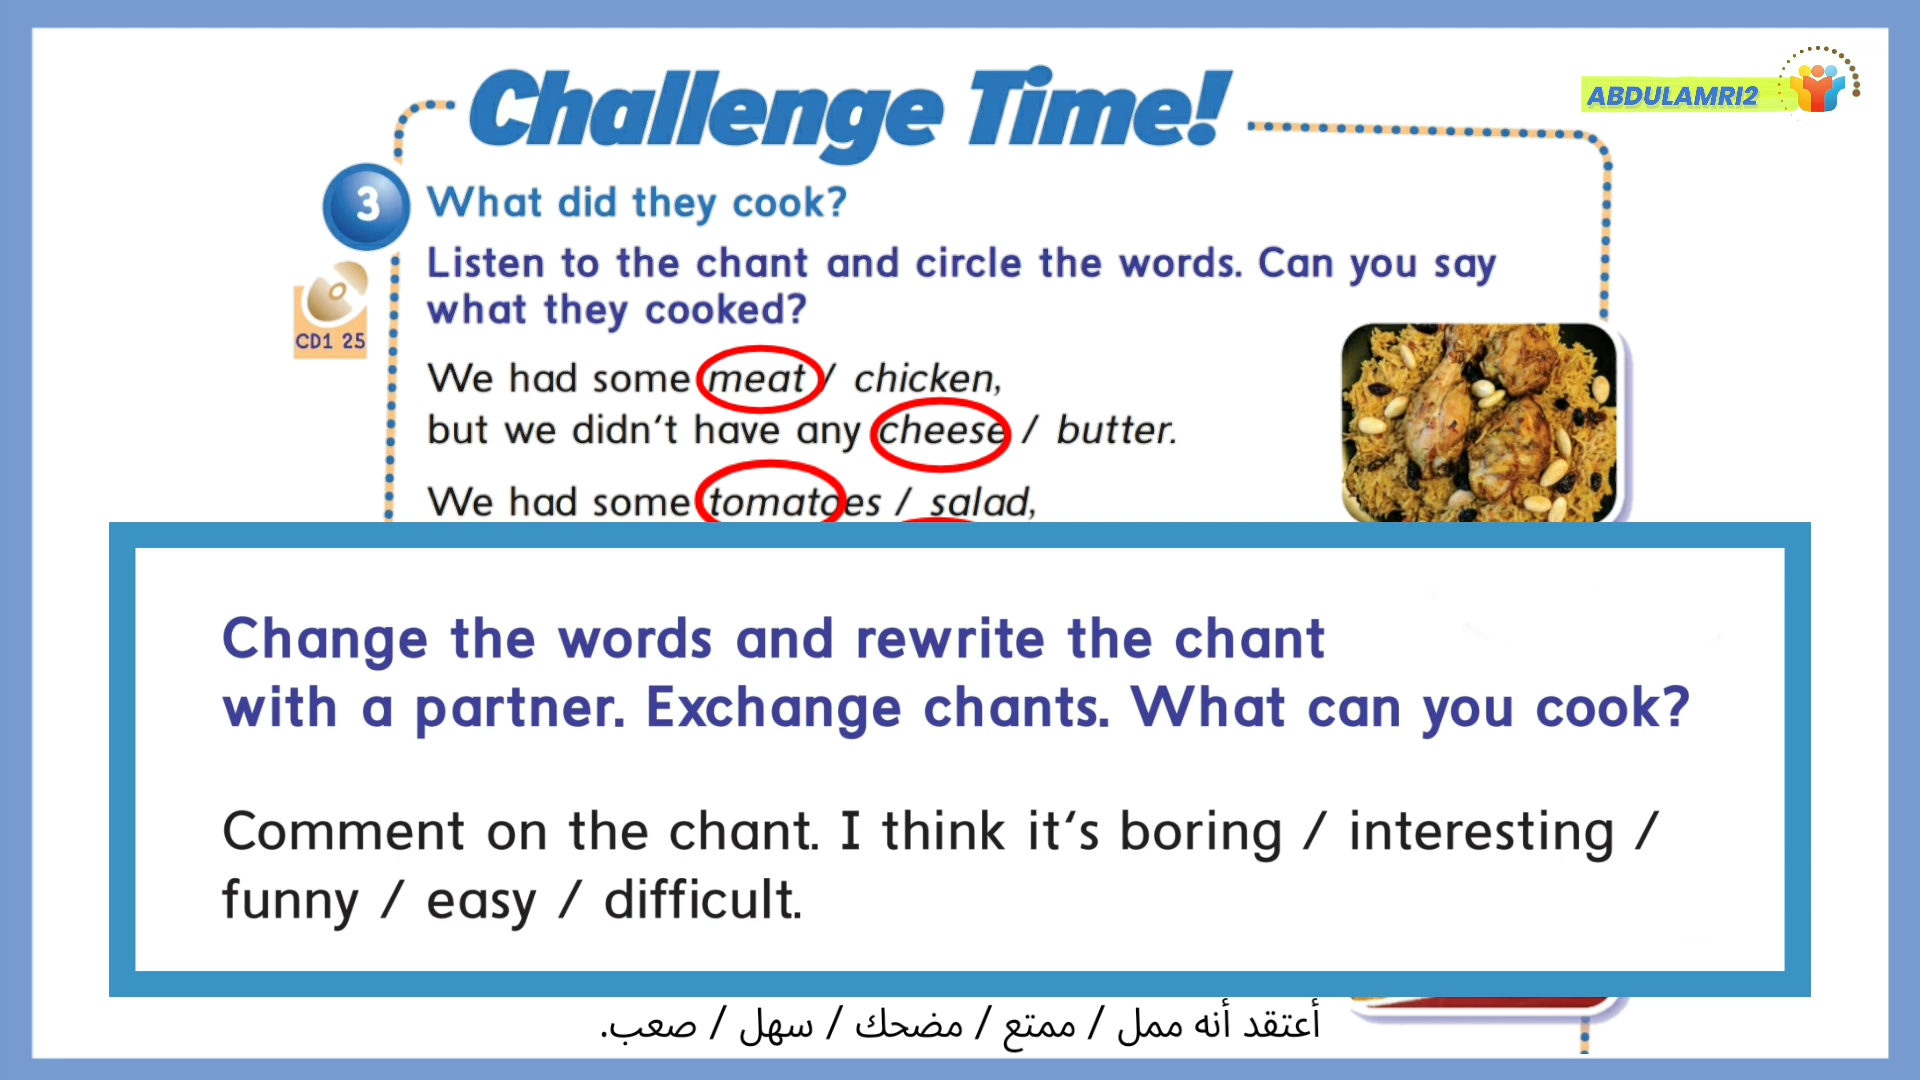 Challenge Time!
ABDULAMRI2
3
What did they cook?
Listen to the chant and circle the words. Can you say
what they cooked?
CD1 25
We had some meat / chicken,
but we didn't have any cheese / butter.
We had some tomatoes / salad,
Change the words and rewrite the chant
with a partner. Exchange chants. What can you cook?
Comment on the chant. I think it's boring / interesting /
funny / easy / difficult.
أعتقد أنه ممل / ممتع / مضحك / سهل / صعب.